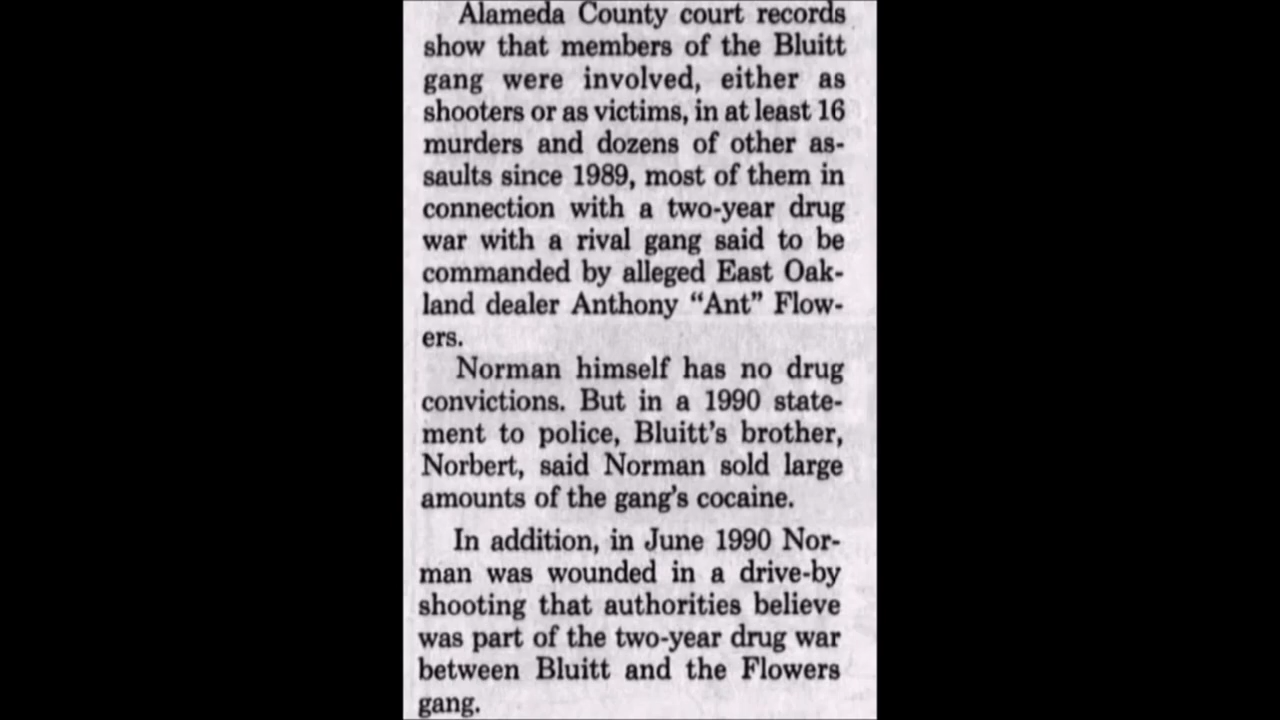 Alameda County court records
show that members of the Bluitt
gang were involved, either as
shooters or as victims, in at least 16
murders and dozens of other as-
saults since 1989, most of them in
connection with a two-year drug
war with a rival gang said to be
commanded by alleged East Oak-
land dealer Anthony “Ant” Flow-
ers.
Norman himself has no drug
convictions. But in a 1990 state-
ment to police, Bluitt’s brother,
Norbert, said Norman sold large
amounts of the gang’s cocaine.
In addition, in June 1990 Nor-
man was wounded in a drive-by
shooting that authorities believe
was part of the two-year drug war
between Bluitt and the Flowers
gang.